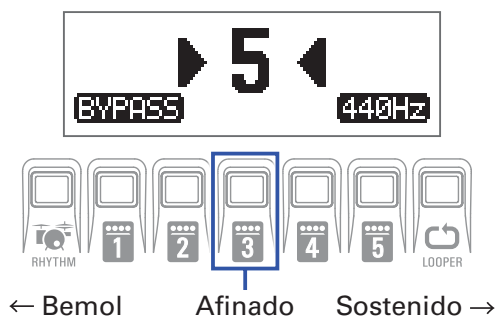 5
BYPASS 440Hz
RHYTHM 1 2 3 4 5 LOOPER
← Bemol Afinado Sostenido →